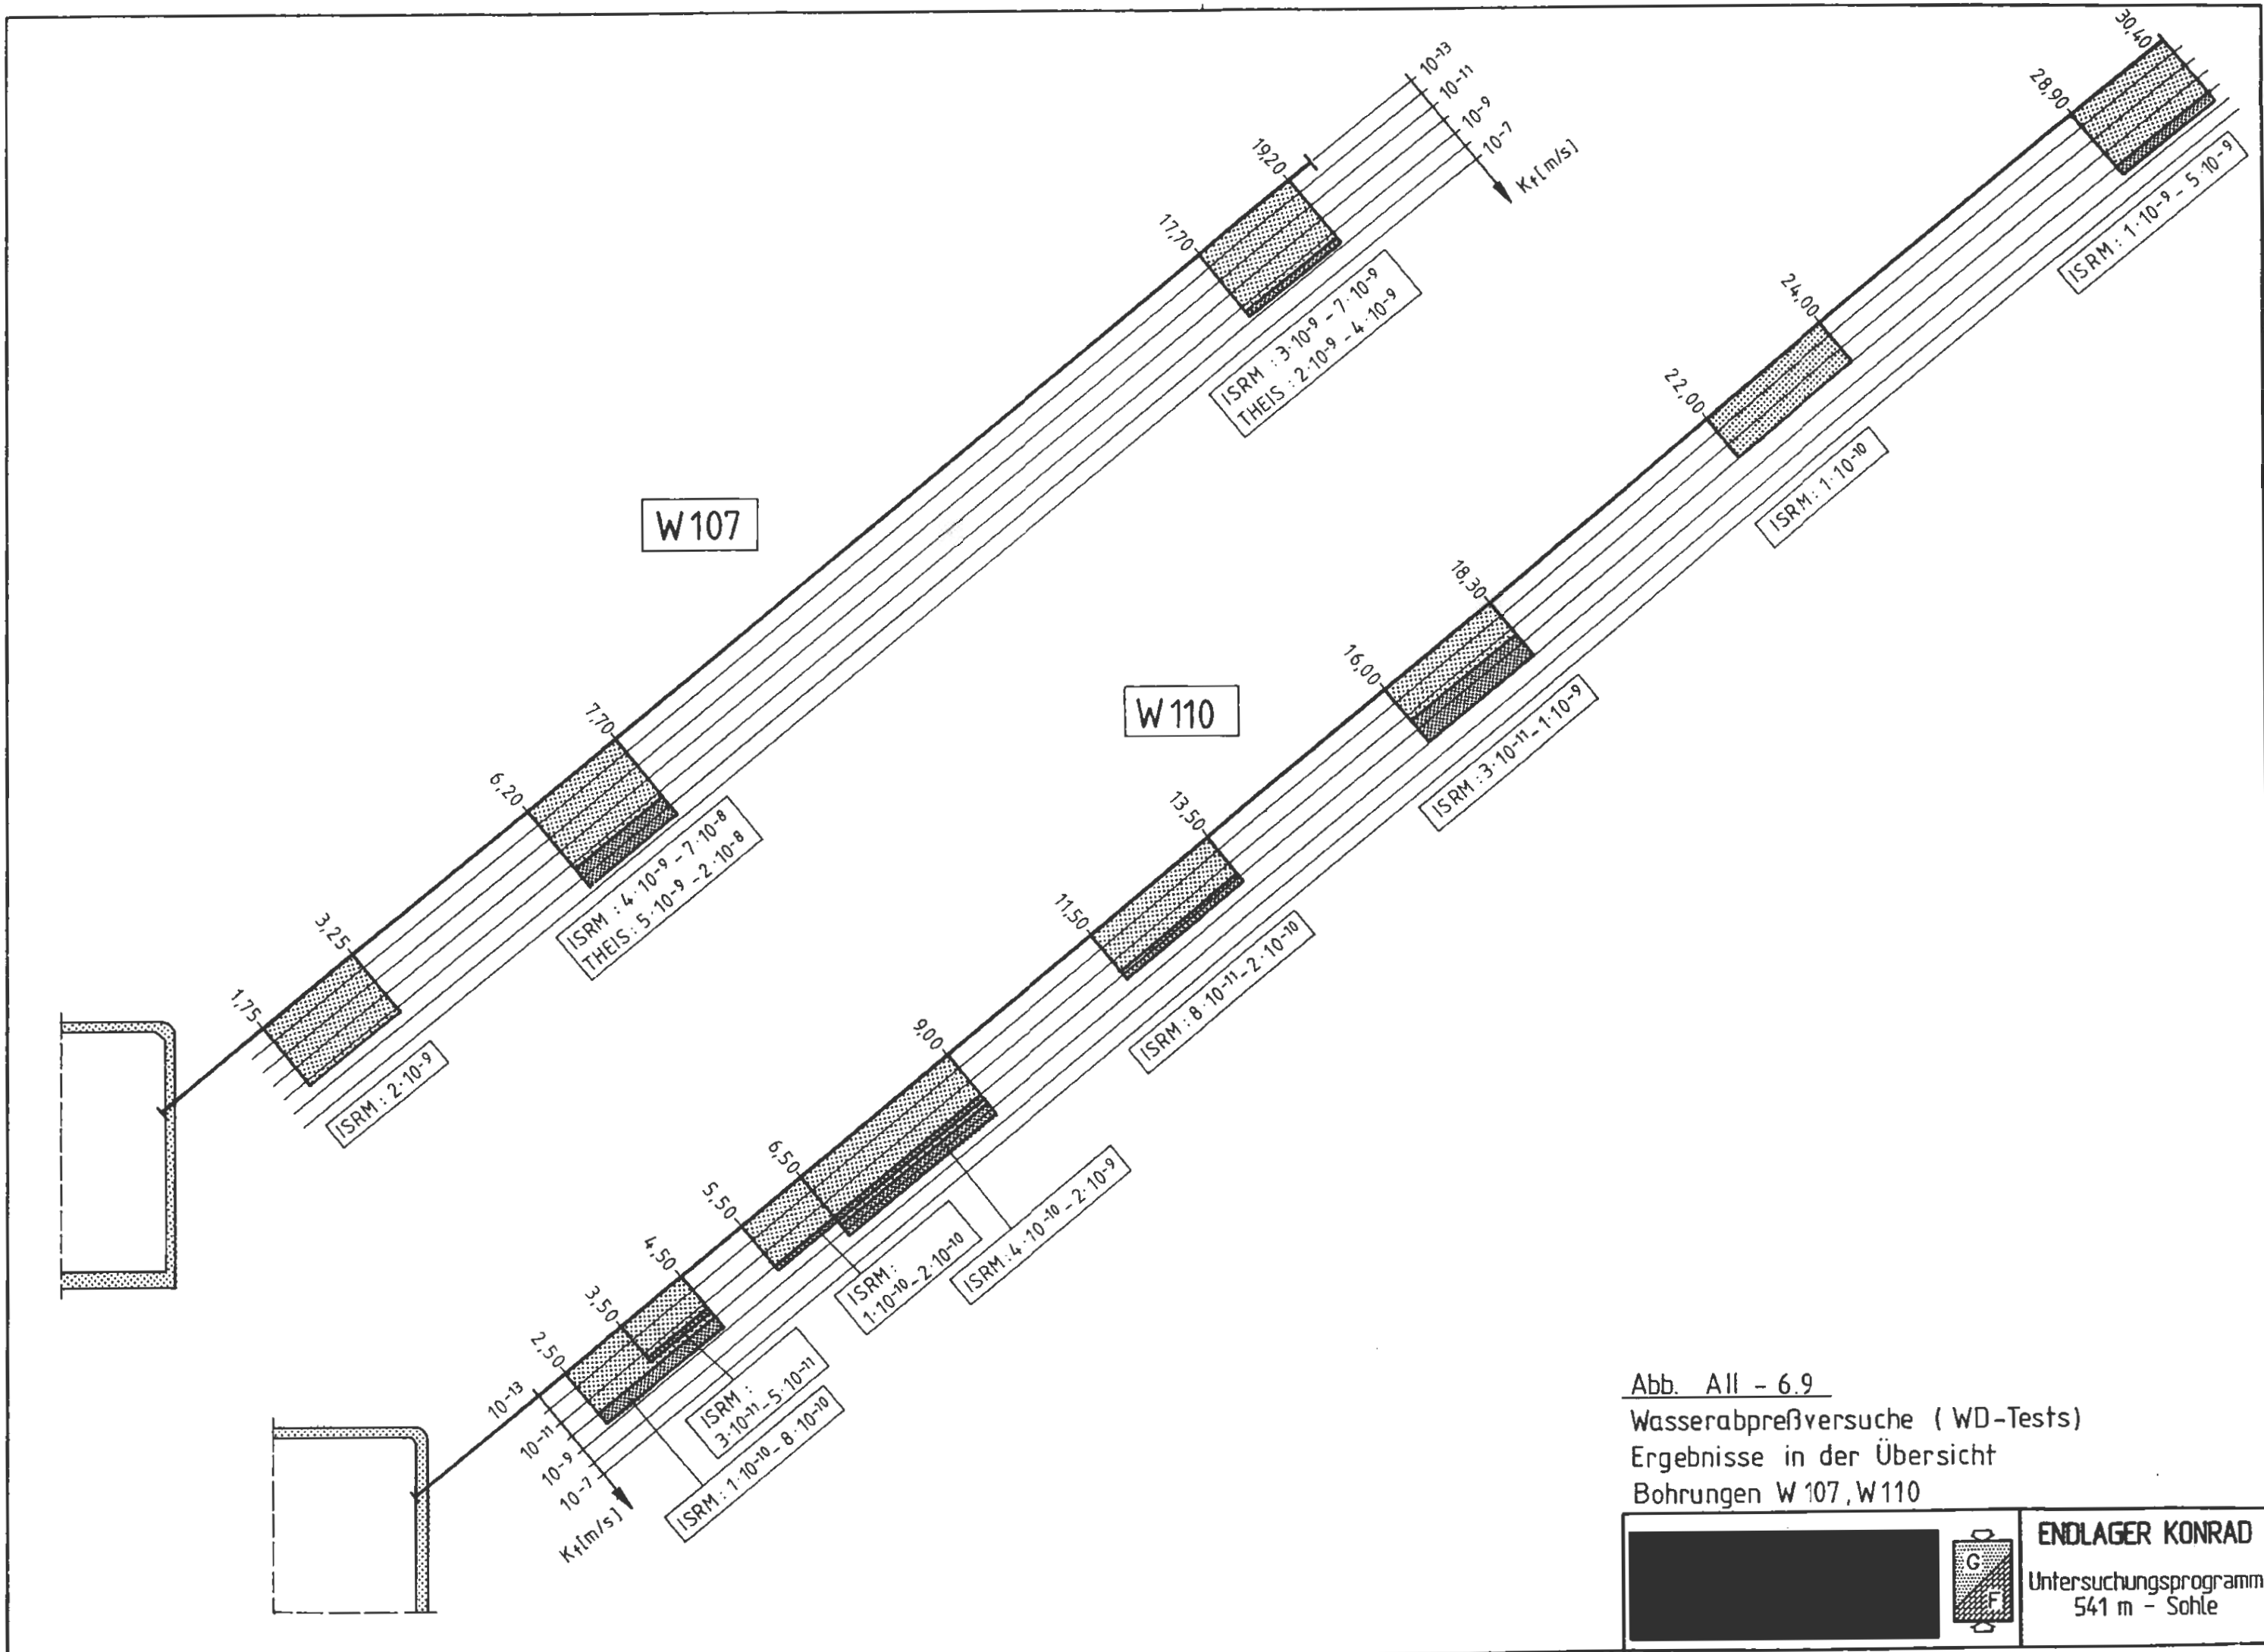 30,40
28,90
ISRM : 1·10-9 - 5·10-9
24,00
22,00
ISRM : 1·10-10
18,30
16,00
ISRM : 3·10-11 - 1·10-9
13,50
11,50
ISRM : 8·10-11 - 2·10-10
9,00
6,50
ISRM : 4·10-10 - 2·10-9
5,50
ISRM :
1·10-10 - 2·10-10
4,50
3,50
ISRM :
3·10-11 - 5·10-11
2,50
ISRM : 1·10-10 - 8·10-10
10-13
10-11
10-9
10-7
Kf[m/s]
W 110
10-13
10-11
10-9
10-7
Kf[m/s]
19,20
17,70
ISRM : 3·10-9 - 7·10-9
THEIS : 2·10-9 - 4·10-9
W 107
7,70
6,20
ISRM : 4·10-9 - 7·10-8
THEIS : 5·10-9 - 2·10-8
3,25
1,75
ISRM : 2·10-9
Abb. AII - 6.9
Wasserabpreßversuche ( WD-Tests)
Ergebnisse in der Übersicht
Bohrungen W 107, W 110
G
F
ENDLAGER KONRAD
Untersuchungsprogramm
541 m - Sohle